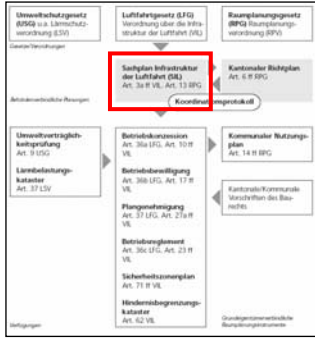 Umweltschutzgesetz
(USG) u.a. Lärmschutz-
verordnung (LSV)
Luftfahrtgesetz (LFG)
Verordnung über die Infra-
struktur der Luftfahrt (VIL)
Raumplanungsgesetz
(RPG) Raumplanungs-
verordnung (RPV)
Gesetze/Verordnungen
Sachplan Infrastruktur
der Luftfahrt (SIL)
Art. 3a ff VIL, Art. 13 RPG
Kantonaler Richtplan
Art. 6 ff RPG
Behördenverbindliche Planungen
Koordinationsprotokoll
Umweltverträglich-
keitsprüfung
Art. 9 USG
Lärmbelastungs-
kataster
Art. 37 LSV
Betriebskonzession
Art. 36a LFG, Art. 10 ff
VIL
Betriebsbewilligung
Art. 36b LFG, Art. 17 ff
VIL
Plangenehmigung
Art. 37 LFG, Art. 27a ff
VIL
Betriebsreglement
Art. 36c LFG, Art. 23 ff
VIL
Sicherheitszonenplan
Art. 71 ff VIL
Hindernisbegrenzungs-
kataster
Art. 62 VIL
Kommunaler Nutzungs-
plan
Art. 14 ff RPG
Kantonale/Kommunale
Vorschriften des Bau-
rechts
Verfügungen
Grundeigentümerverbindliche
Raumplanungsinstrumente